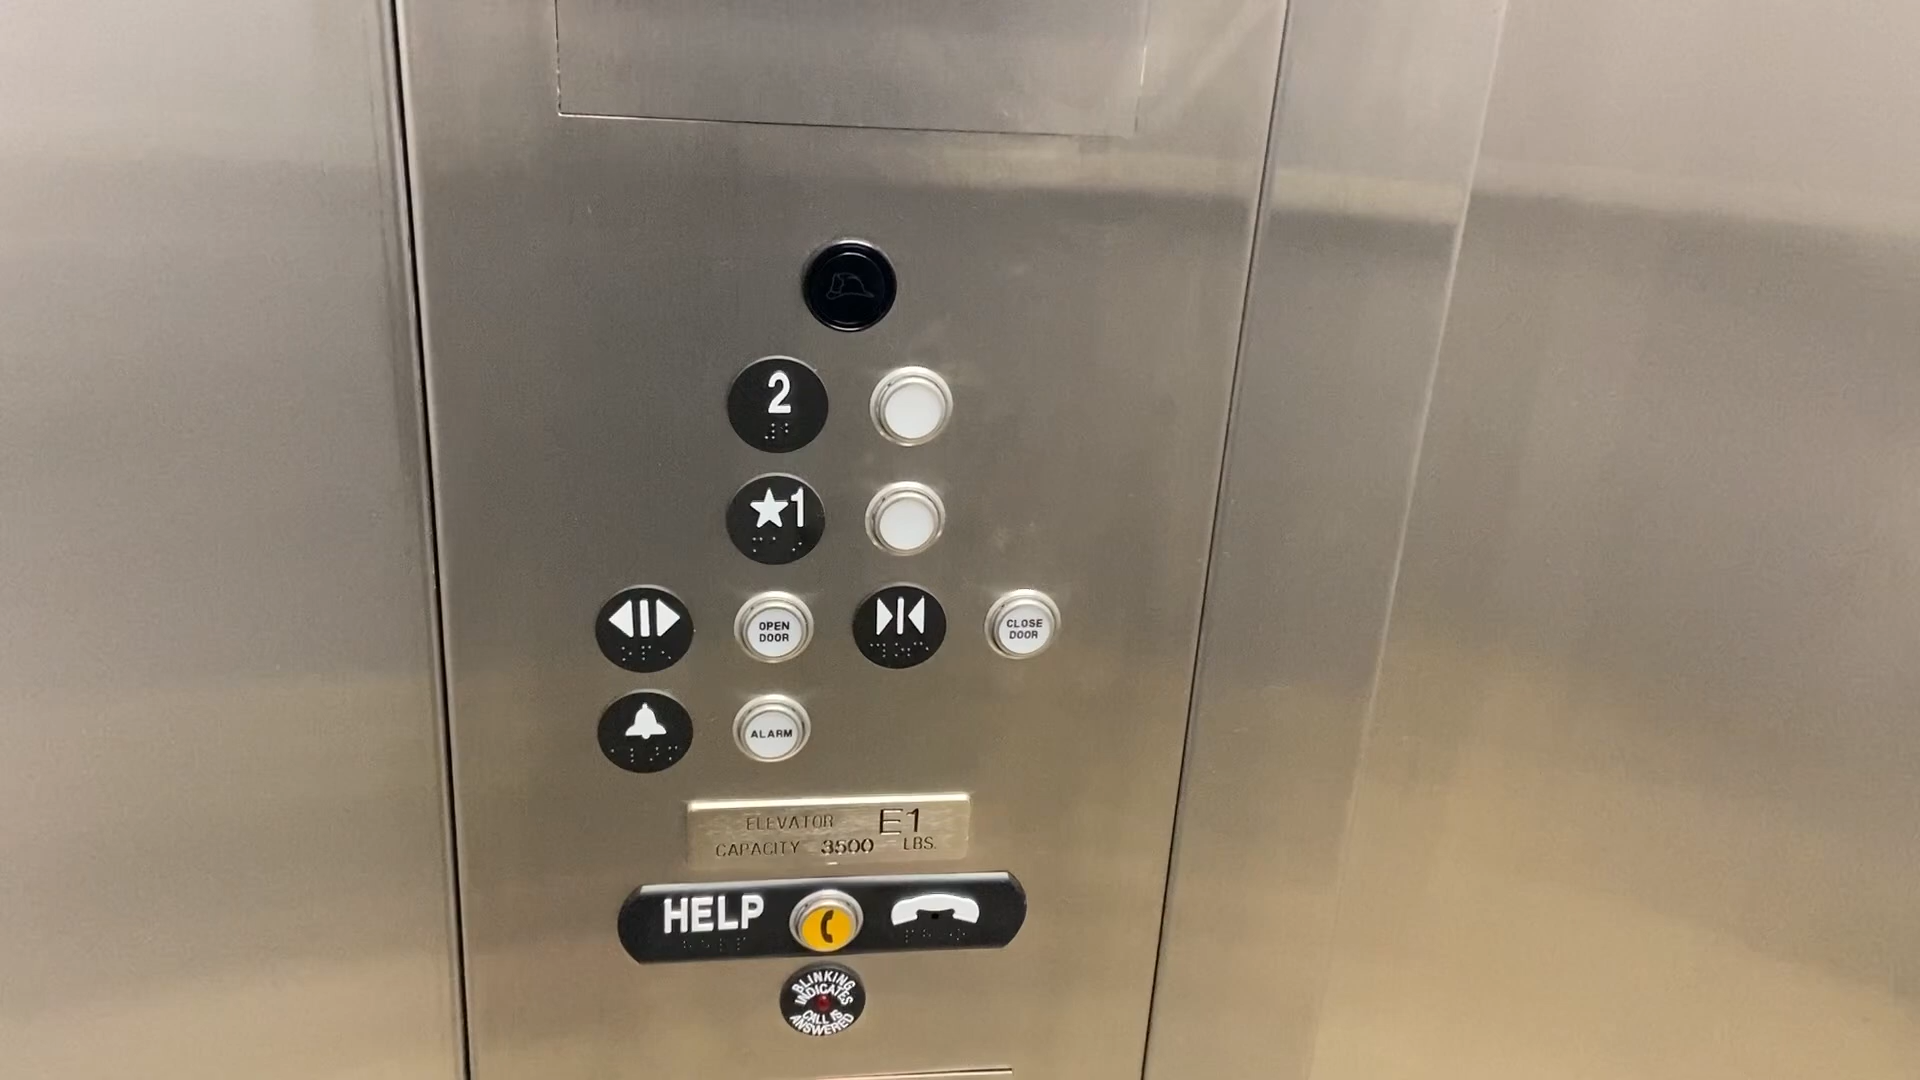 2
★1
OPEN
DOOR
CLOSE
DOOR
ALARM
ELEVATOR E1
CAPACITY 3500 LBS.
HELP
BLINKING
INDICATES
CALL IS
ANSWERED